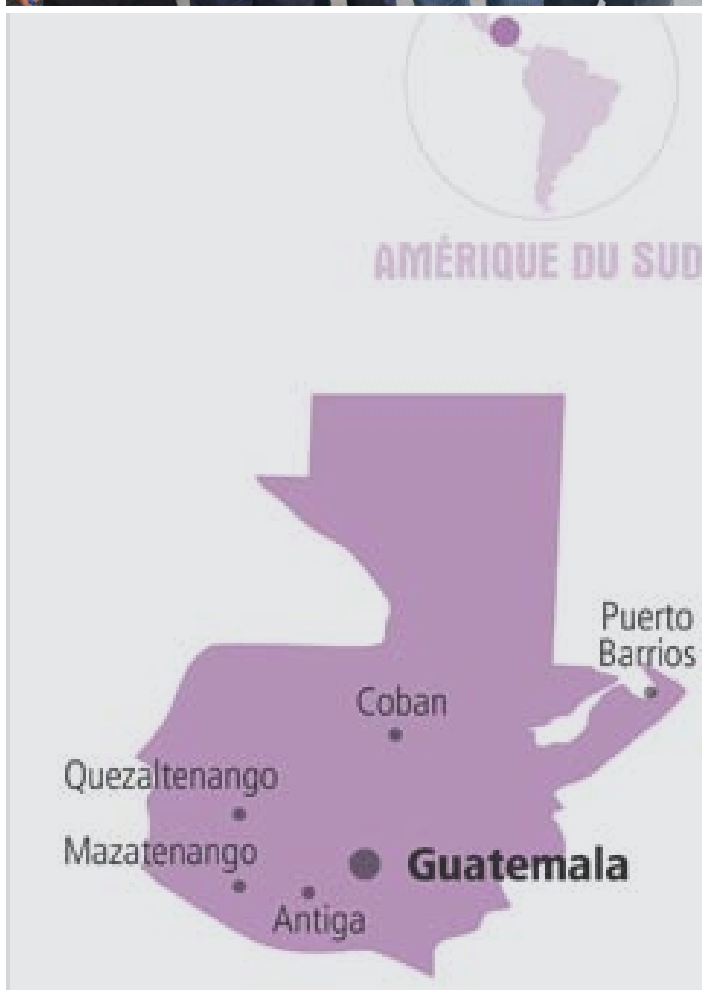 AMÉRIQUE DU SUD
Puerto
Barrios
Coban
Quezaltenango
Mazatenango
Guatemala
Antiga